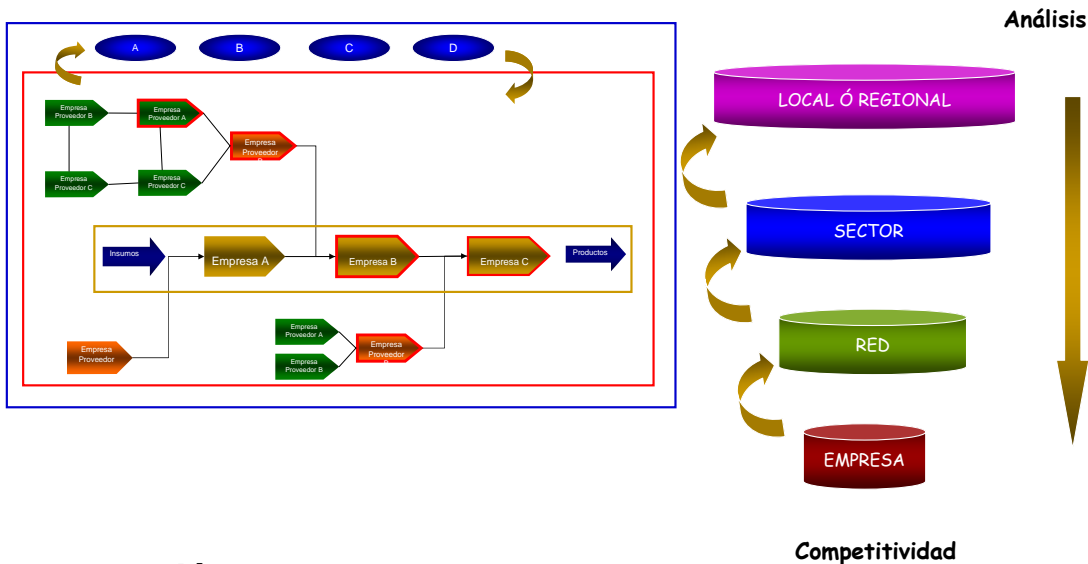 Análisis
A
B
C
D
LOCAL Ó REGIONAL
Empresa
Proveedor B
Empresa
Proveedor A
Empresa
Proveedor
Empresa
Proveedor C
Empresa
Proveedor C
SECTOR
Insumos
Empresa A
Empresa B
Empresa C
Productos
Empresa
Proveedor A
Empresa
Proveedor
Empresa
Proveedor
Empresa
Proveedor B
RED
EMPRESA
Competitividad